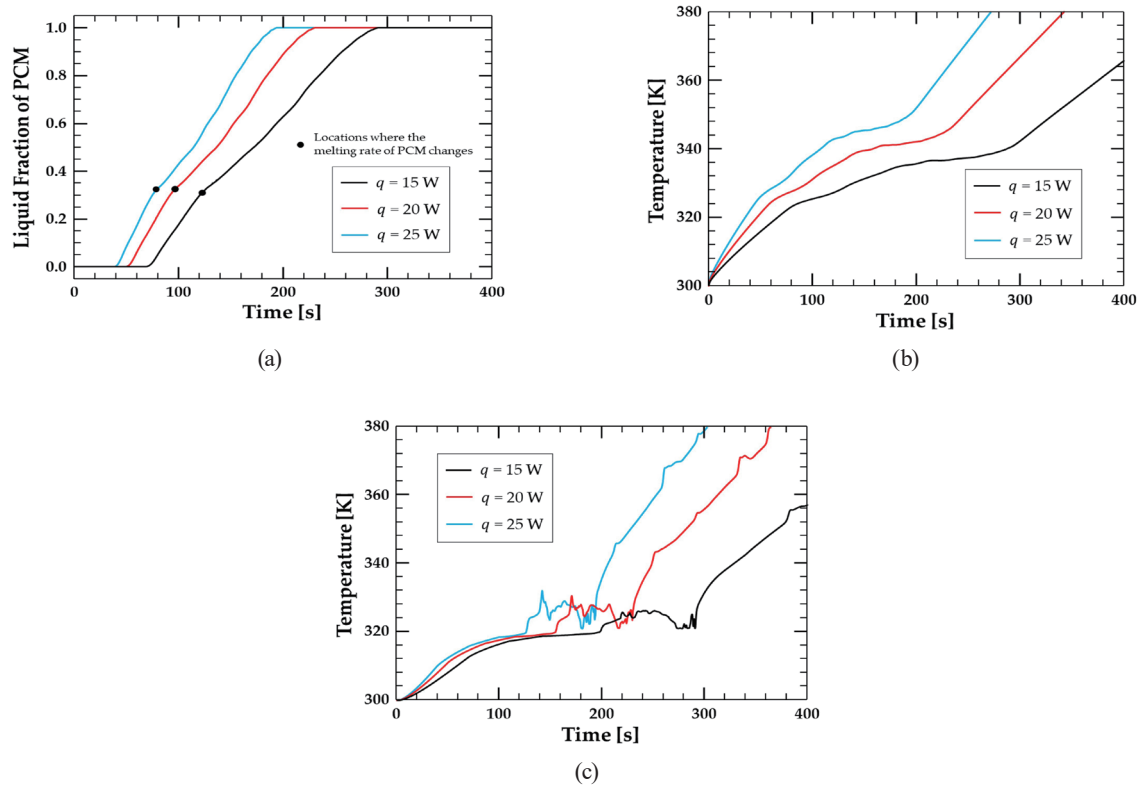 Liquid Fraction of PCM
1.0
0.8
0.6
0.4
0.2
0.0
0
100
200
300
400
Time [s]
Locations where the
melting rate of PCM changes
q = 15 W
q = 20 W
q = 25 W
(a)
Temperature [K]
380
360
340
320
300
0
100
200
300
400
Time [s]
q = 15 W
q = 20 W
q = 25 W
(b)
Temperature [K]
380
360
340
320
300
0
100
200
300
400
Time [s]
q = 15 W
q = 20 W
q = 25 W
(c)